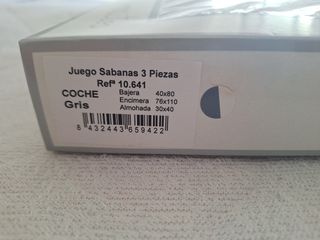 Juego Sabanas 3 Piezas
Refª 10.641
COCHE Bajera 40x80
Gris Encimera 76x110
Almohada 30x40
8 432443 659422